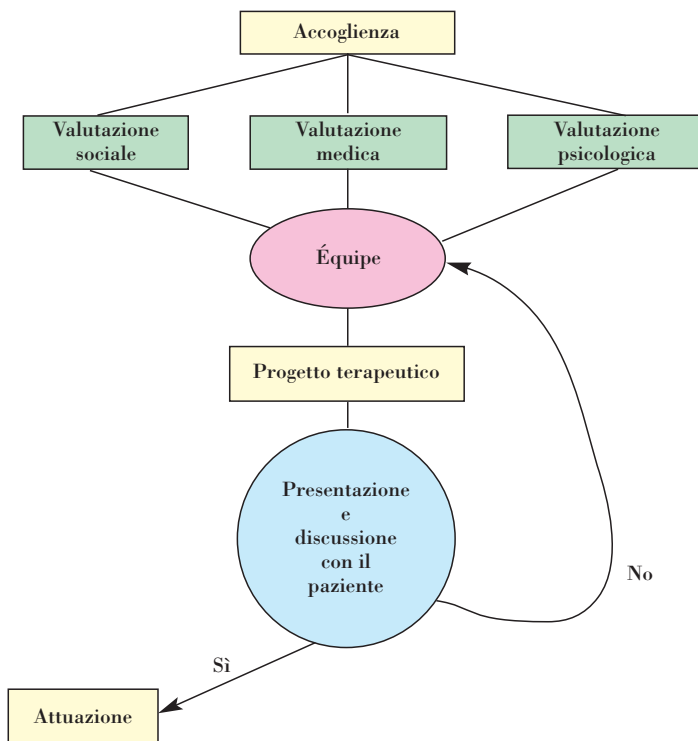 Accoglienza
Valutazione
sociale
Valutazione
medica
Valutazione
psicologica
Équipe
Progetto terapeutico
Presentazione
e
discussione
con il
paziente
No
Sì
Attuazione